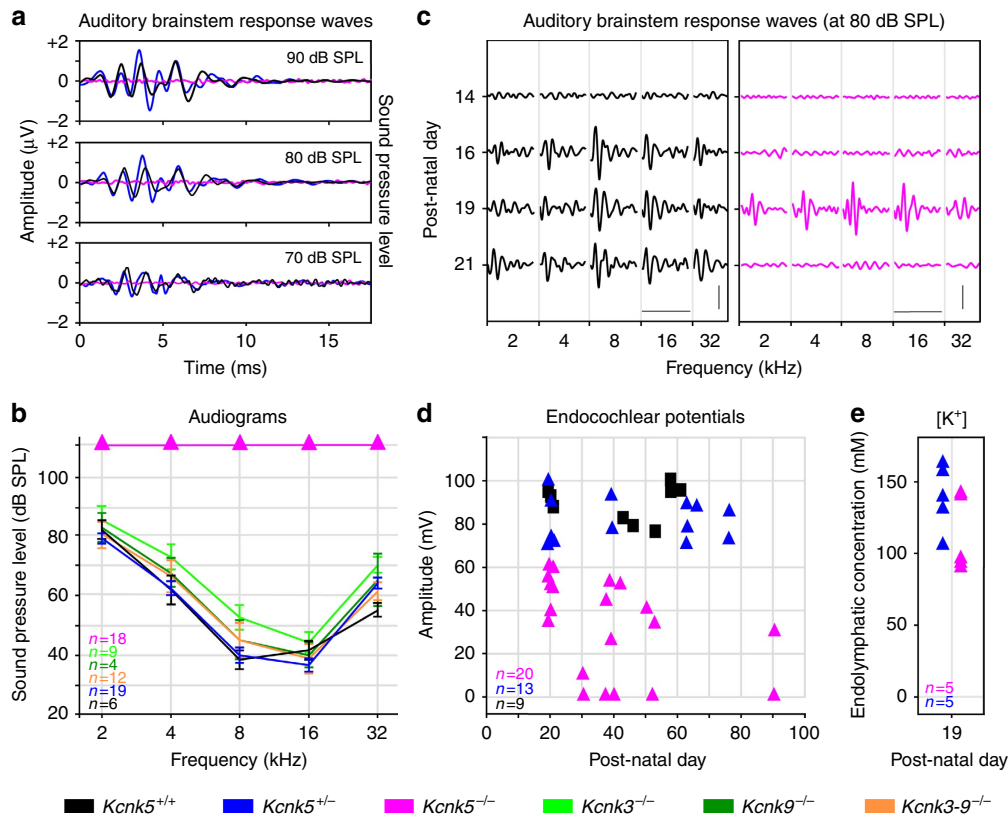 a Auditory brainstem response waves
+2
0
−2
90 dB SPL
+2
0
−2
80 dB SPL
+2
0
−2
70 dB SPL
Amplitude (μV)
Sound pressure level
0 5 10 15
Time (ms)
c Auditory brainstem response waves (at 80 dB SPL)
Post-natal day
14
16
19
21
2 4 8 16 32 2 4 8 16 32
Frequency (kHz)
b Audiograms
Sound pressure level (dB SPL)
100
80
60
40
20
n=18
n=9
n=4
n=12
n=19
n=6
2 4 8 16 32
Frequency (kHz)
d Endocochlear potentials
Amplitude (mV)
100
80
60
40
20
0
n=20
n=13
n=9
0 20 40 60 80 100
Post-natal day
e [K⁺]
Endolymphatic concentration (mM)
150
100
50
0
n=5
n=5
19
Post-natal day
Kcnk5⁺/⁺ Kcnk5⁺/⁻ Kcnk5⁻/⁻ Kcnk3⁻/⁻ Kcnk9⁻/⁻ Kcnk3-9⁻/⁻